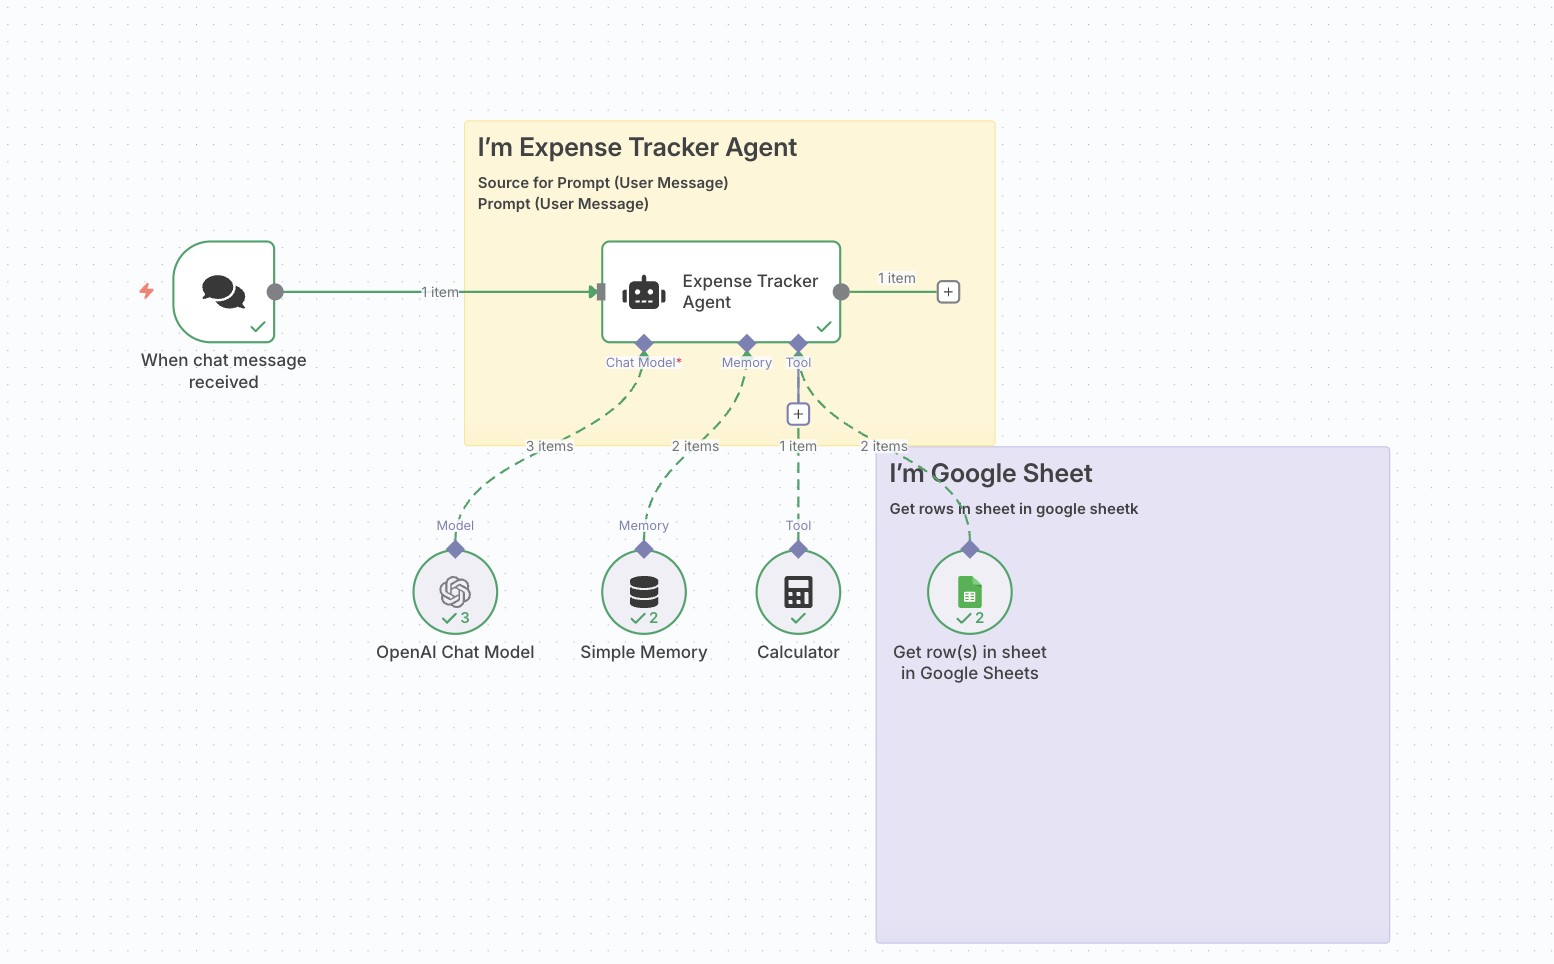 I'm Expense Tracker Agent
Source for Prompt (User Message)
Prompt (User Message)
When chat message
received
1 item
Expense Tracker
Agent
1 item
Chat Model*
Memory
Tool
3 items
2 items
1 item
2 items
I'm Google Sheet
Get rows in sheet in google sheetk
Model
Memory
Tool
3
2
2
OpenAI Chat Model
Simple Memory
Calculator
Get row(s) in sheet
in Google Sheets